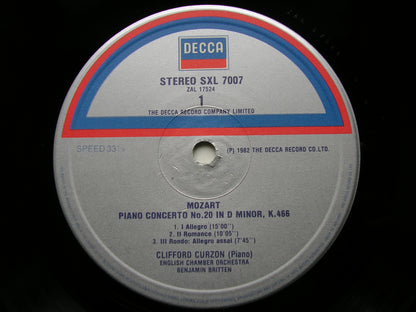 DECCA
STEREO SXL 7007
ZAL 17524
1
THE DECCA RECORD COMPANY LIMITED
SPEED 33⅓
(P) 1982 THE DECCA RECORD CO. LTD.
MOZART
PIANO CONCERTO No.20 IN D MINOR, K.466
1. I Allegro (15'00")
2. II Romance (10'05")
3. III Rondo: Allegro assai (7'45")
CLIFFORD CURZON (Piano)
ENGLISH CHAMBER ORCHESTRA
BENJAMIN BRITTEN